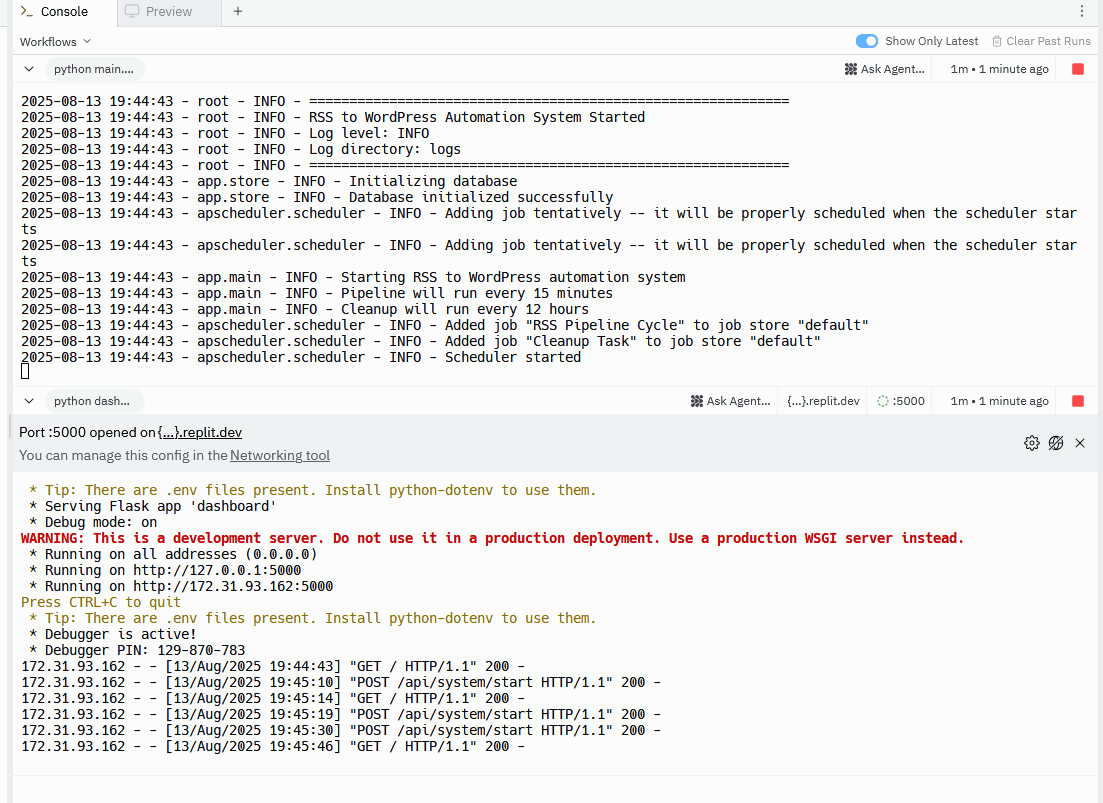 Console
Preview
+
Workflows
Show Only Latest
Clear Past Runs
python main....
Ask Agent...
1m • 1 minute ago
2025-08-13 19:44:43 - root - INFO - ============================================================
2025-08-13 19:44:43 - root - INFO - RSS to WordPress Automation System Started
2025-08-13 19:44:43 - root - INFO - Log level: INFO
2025-08-13 19:44:43 - root - INFO - Log directory: logs
2025-08-13 19:44:43 - root - INFO - ============================================================
2025-08-13 19:44:43 - app.store - INFO - Initializing database
2025-08-13 19:44:43 - app.store - INFO - Database initialized successfully
2025-08-13 19:44:43 - apscheduler.scheduler - INFO - Adding job tentatively -- it will be properly scheduled when the scheduler star
ts
2025-08-13 19:44:43 - apscheduler.scheduler - INFO - Adding job tentatively -- it will be properly scheduled when the scheduler star
ts
2025-08-13 19:44:43 - app.main - INFO - Starting RSS to WordPress automation system
2025-08-13 19:44:43 - app.main - INFO - Pipeline will run every 15 minutes
2025-08-13 19:44:43 - app.main - INFO - Cleanup will run every 12 hours
2025-08-13 19:44:43 - apscheduler.scheduler - INFO - Added job "RSS Pipeline Cycle" to job store "default"
2025-08-13 19:44:43 - apscheduler.scheduler - INFO - Added job "Cleanup Task" to job store "default"
2025-08-13 19:44:43 - apscheduler.scheduler - INFO - Scheduler started
python dash...
Ask Agent...
{...}.replit.dev
:5000
1m • 1 minute ago
Port :5000 opened on {...}.replit.dev
You can manage this config in the Networking tool
* Tip: There are .env files present. Install python-dotenv to use them.
* Serving Flask app 'dashboard'
* Debug mode: on
WARNING: This is a development server. Do not use it in a production deployment. Use a production WSGI server instead.
* Running on all addresses (0.0.0.0)
* Running on http://127.0.0.1:5000
* Running on http://172.31.93.162:5000
Press CTRL+C to quit
* Tip: There are .env files present. Install python-dotenv to use them.
* Debugger is active!
* Debugger PIN: 129-870-783
172.31.93.162 - - [13/Aug/2025 19:44:43] "GET / HTTP/1.1" 200 -
172.31.93.162 - - [13/Aug/2025 19:45:10] "POST /api/system/start HTTP/1.1" 200 -
172.31.93.162 - - [13/Aug/2025 19:45:14] "GET / HTTP/1.1" 200 -
172.31.93.162 - - [13/Aug/2025 19:45:19] "POST /api/system/start HTTP/1.1" 200 -
172.31.93.162 - - [13/Aug/2025 19:45:30] "POST /api/system/start HTTP/1.1" 200 -
172.31.93.162 - - [13/Aug/2025 19:45:46] "GET / HTTP/1.1" 200 -